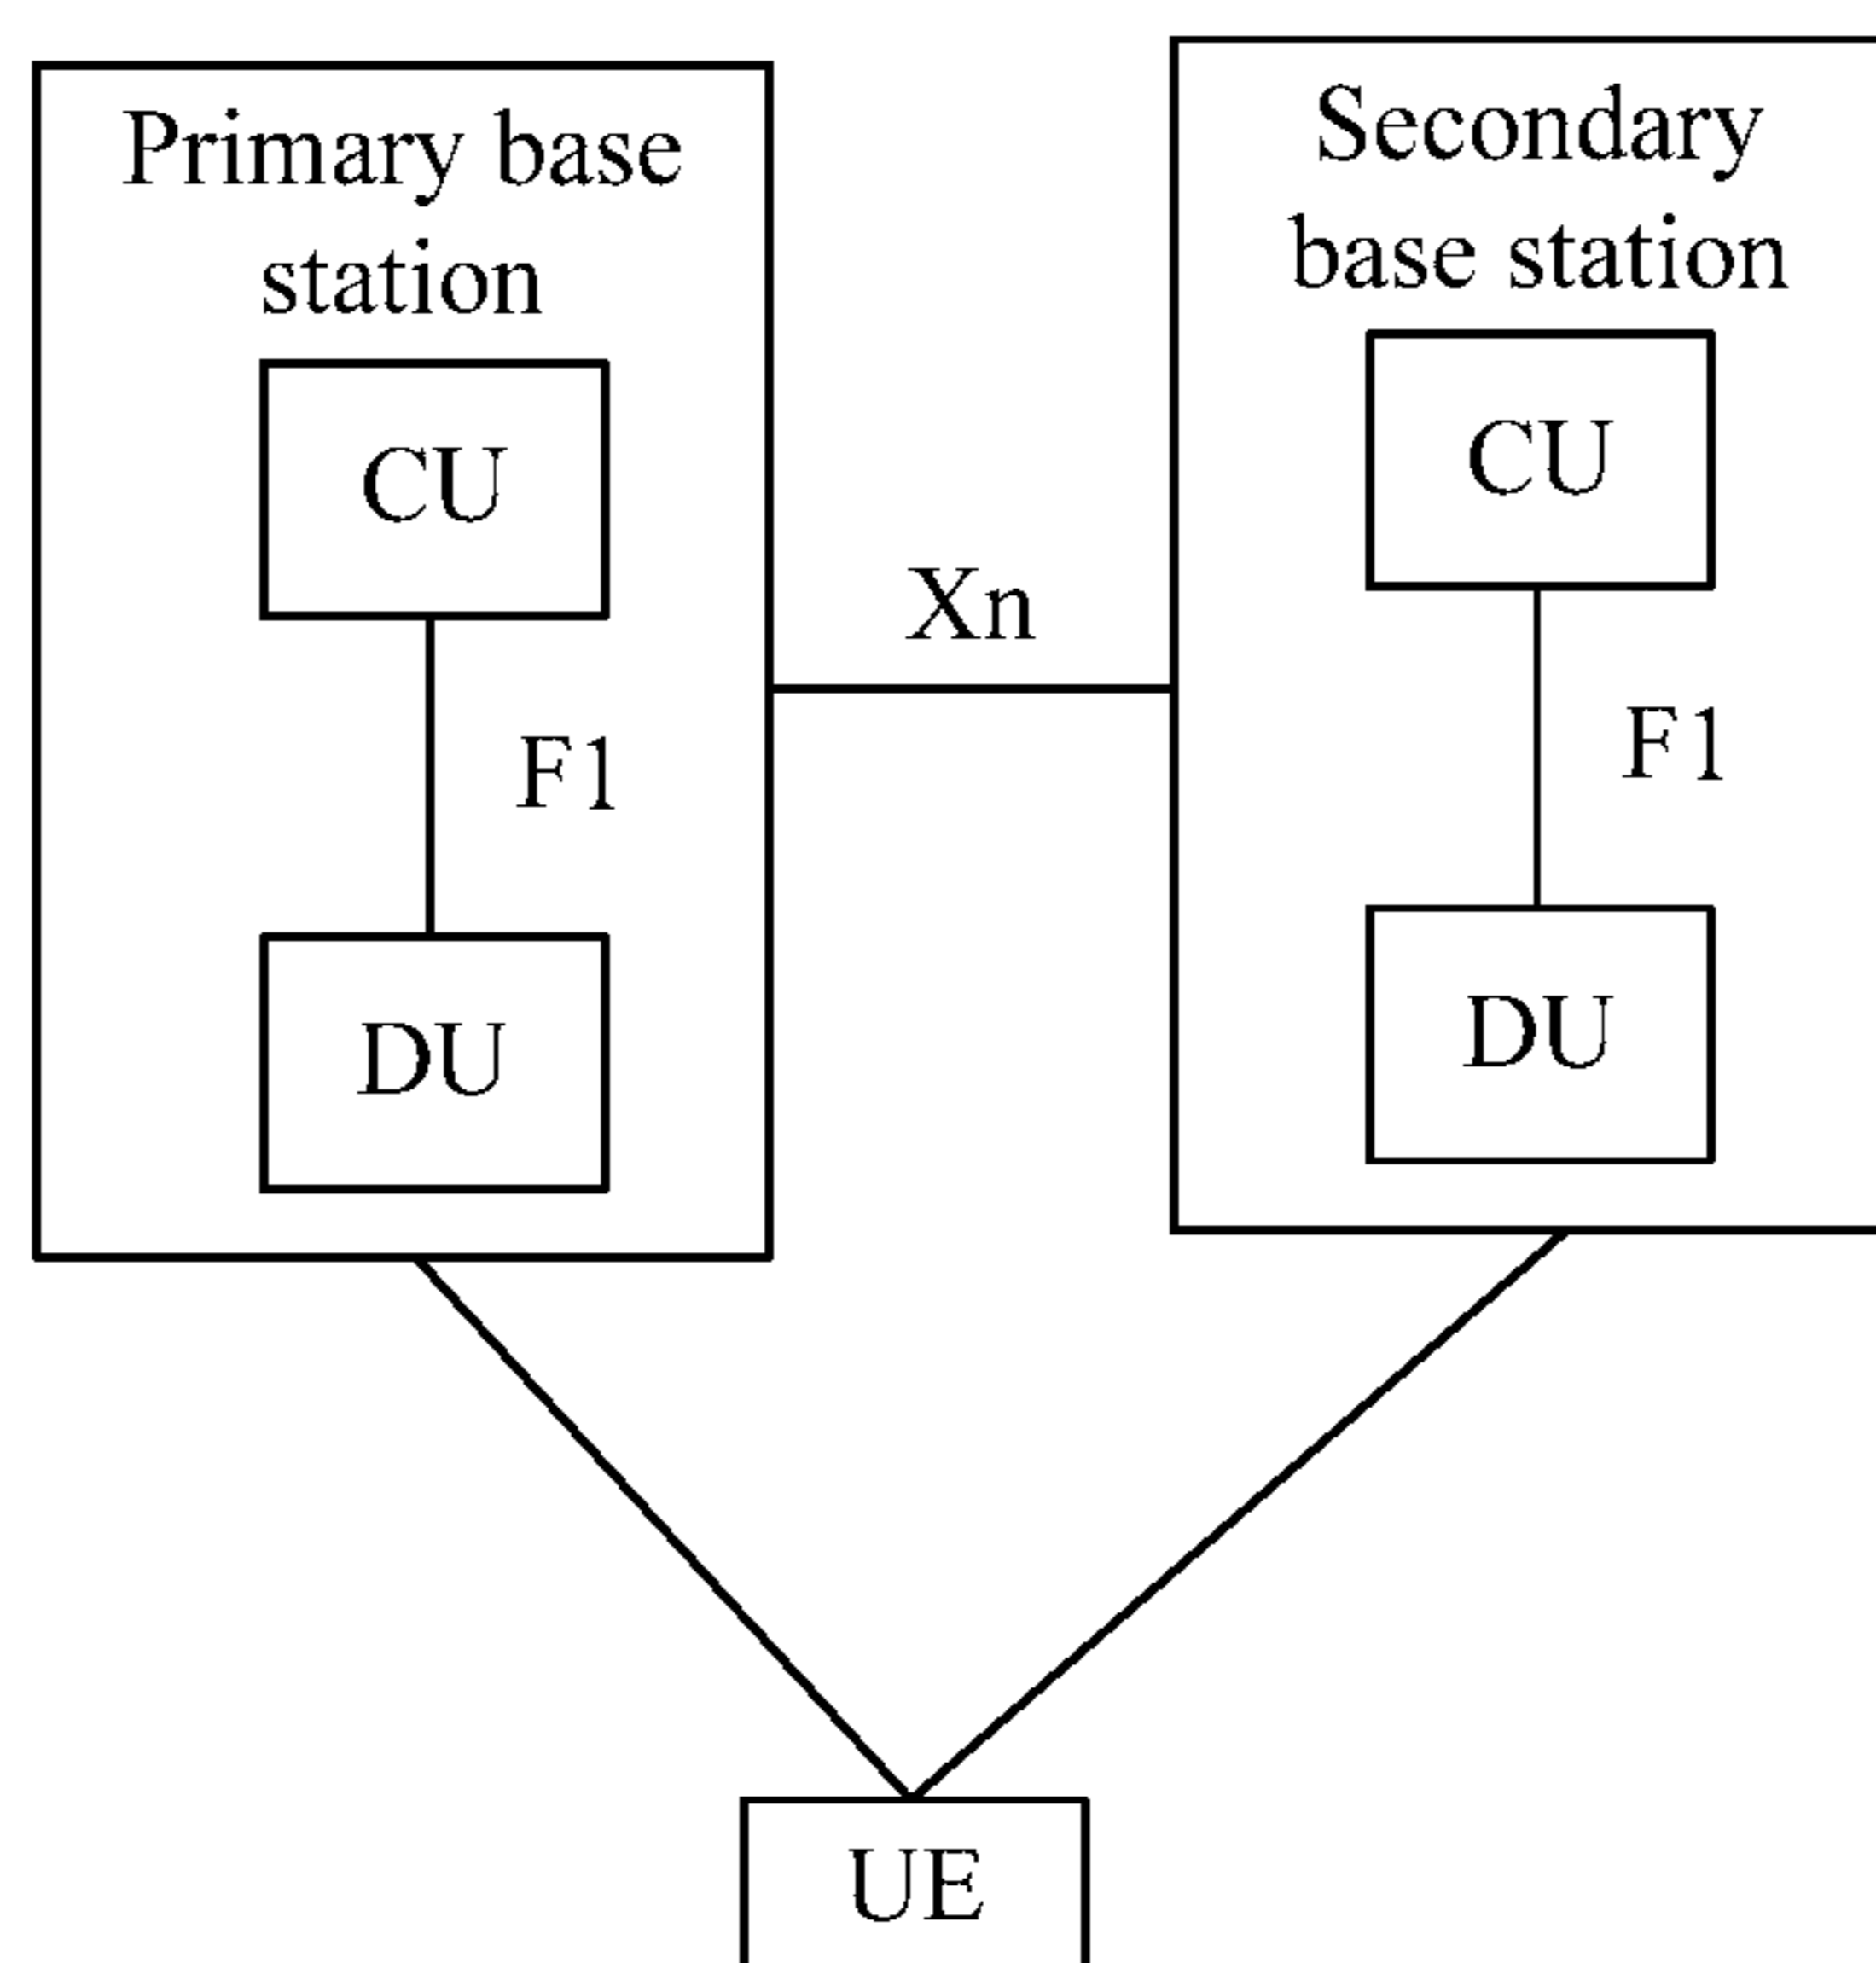 Primary base
station
CU
F1
DU
Xn
Secondary
base station
CU
F1
DU
UE